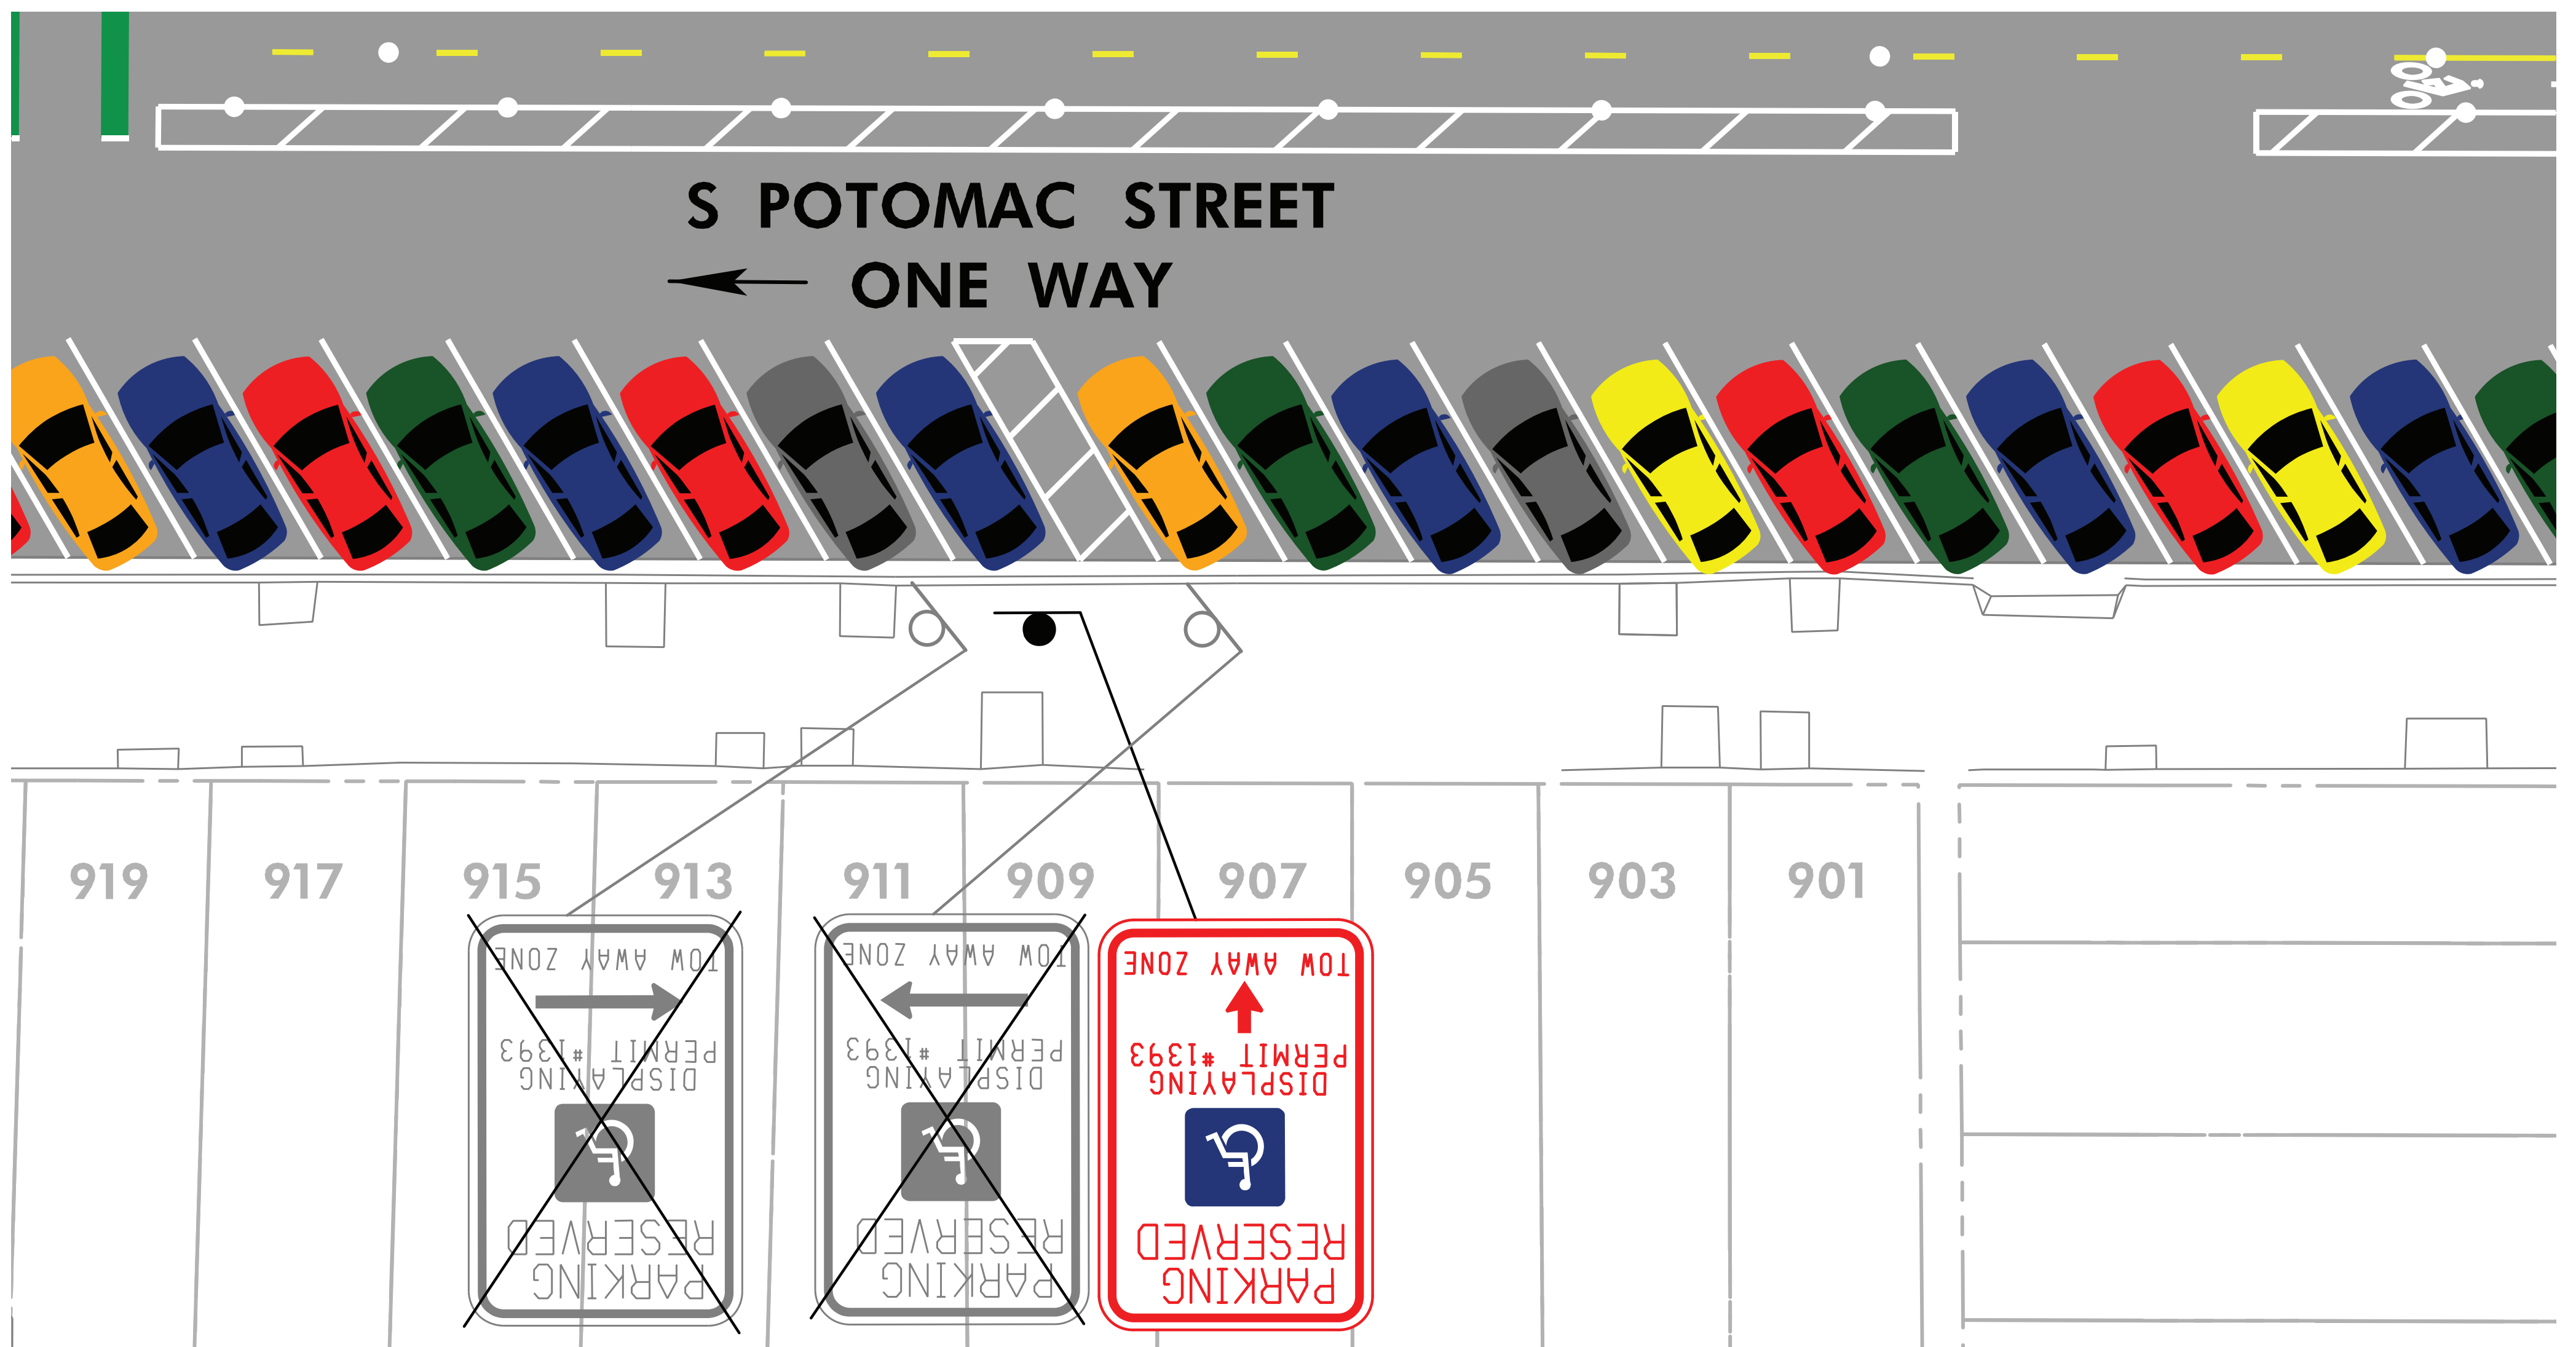 S POTOMAC STREET
ONE WAY
919
917
915
913
911
909
907
905
903
901
PARKING
RESERVED
DISPLAYING
PERMIT #1393
TOW AWAY ZONE
PARKING
RESERVED
DISPLAYING
PERMIT #1393
TOW AWAY ZONE
PARKING
RESERVED
DISPLAYING
PERMIT #1393
TOW AWAY ZONE